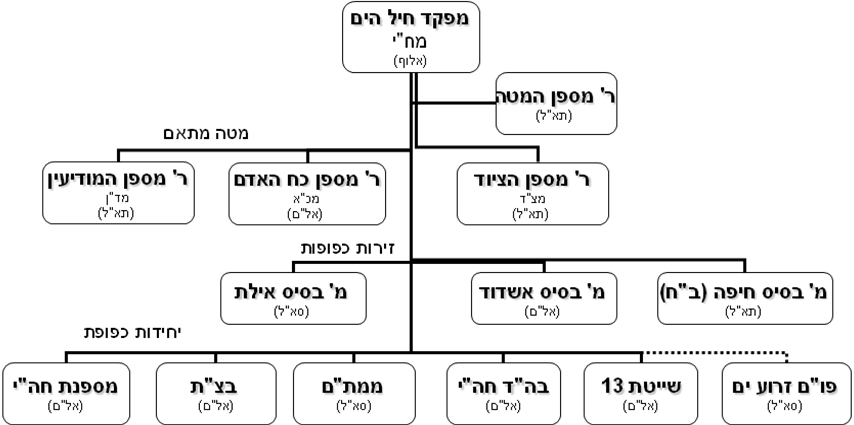 מפקד חיל הים
מח"י
(אלוף)
ר' מספן המטה
(תא"ל)
מטה מתאם
ר' מספן הציוד
מצ"ד
(תא"ל)
ר' מספן כח האדם
מכ"א
(אל"ם)
ר' מספן המודיעין
מד"ן
(תא"ל)
זירות כפופות
מ' בסיס חיפה (ב"ח)
(תא"ל)
מ' בסיס אשדוד
(אל"ם)
מ' בסיס אילת
(סא"ל)
יחידות כפופת
פו"ם זרוע ים
(סא"ל)
שייטת 13
(אל"ם)
בה"ד חה"י
(אל"ם)
ממת"ם
(סא"ל)
בצ"ת
(אל"ם)
מספנת חה"י
(אל"ם)